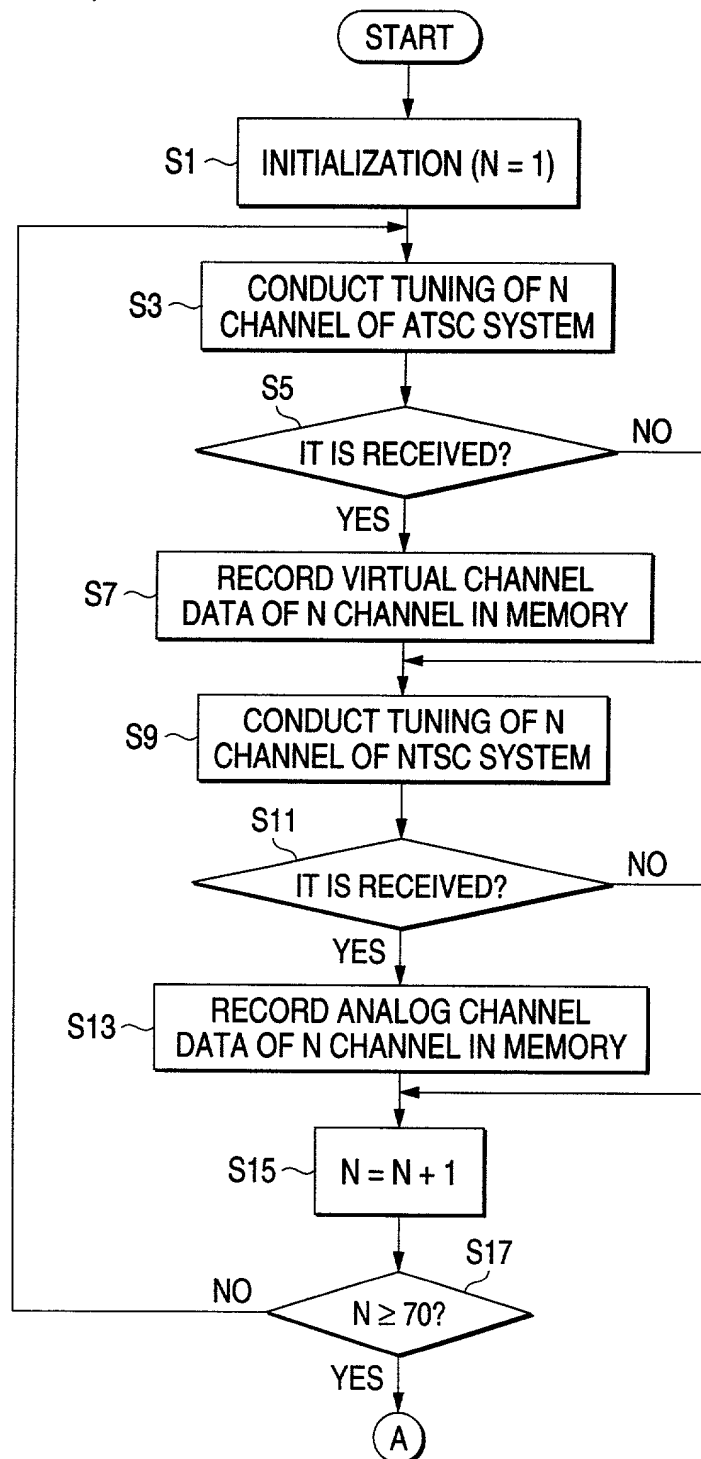 START
S1
INITIALIZATION (N = 1)
S3
CONDUCT TUNING OF N
CHANNEL OF ATSC SYSTEM
S5
IT IS RECEIVED?
NO
YES
S7
RECORD VIRTUAL CHANNEL
DATA OF N CHANNEL IN MEMORY
S9
CONDUCT TUNING OF N
CHANNEL OF NTSC SYSTEM
S11
IT IS RECEIVED?
NO
YES
S13
RECORD ANALOG CHANNEL
DATA OF N CHANNEL IN MEMORY
S15
N = N + 1
S17
NO
N ≥ 70?
YES
A